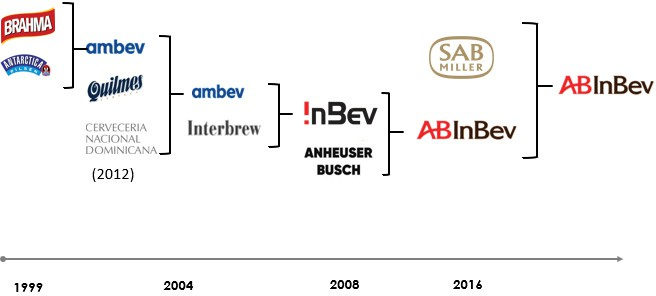 BRAHMA
ANTARCTICA
PILSEN
ambev
Quilmes
CERVECERIA
NACIONAL
DOMINICANA
(2012)
ambev
Interbrew
InBev
ANHEUSER
BUSCH
SAB
MILLER
ABInBev
ABInBev
1999
2004
2008
2016